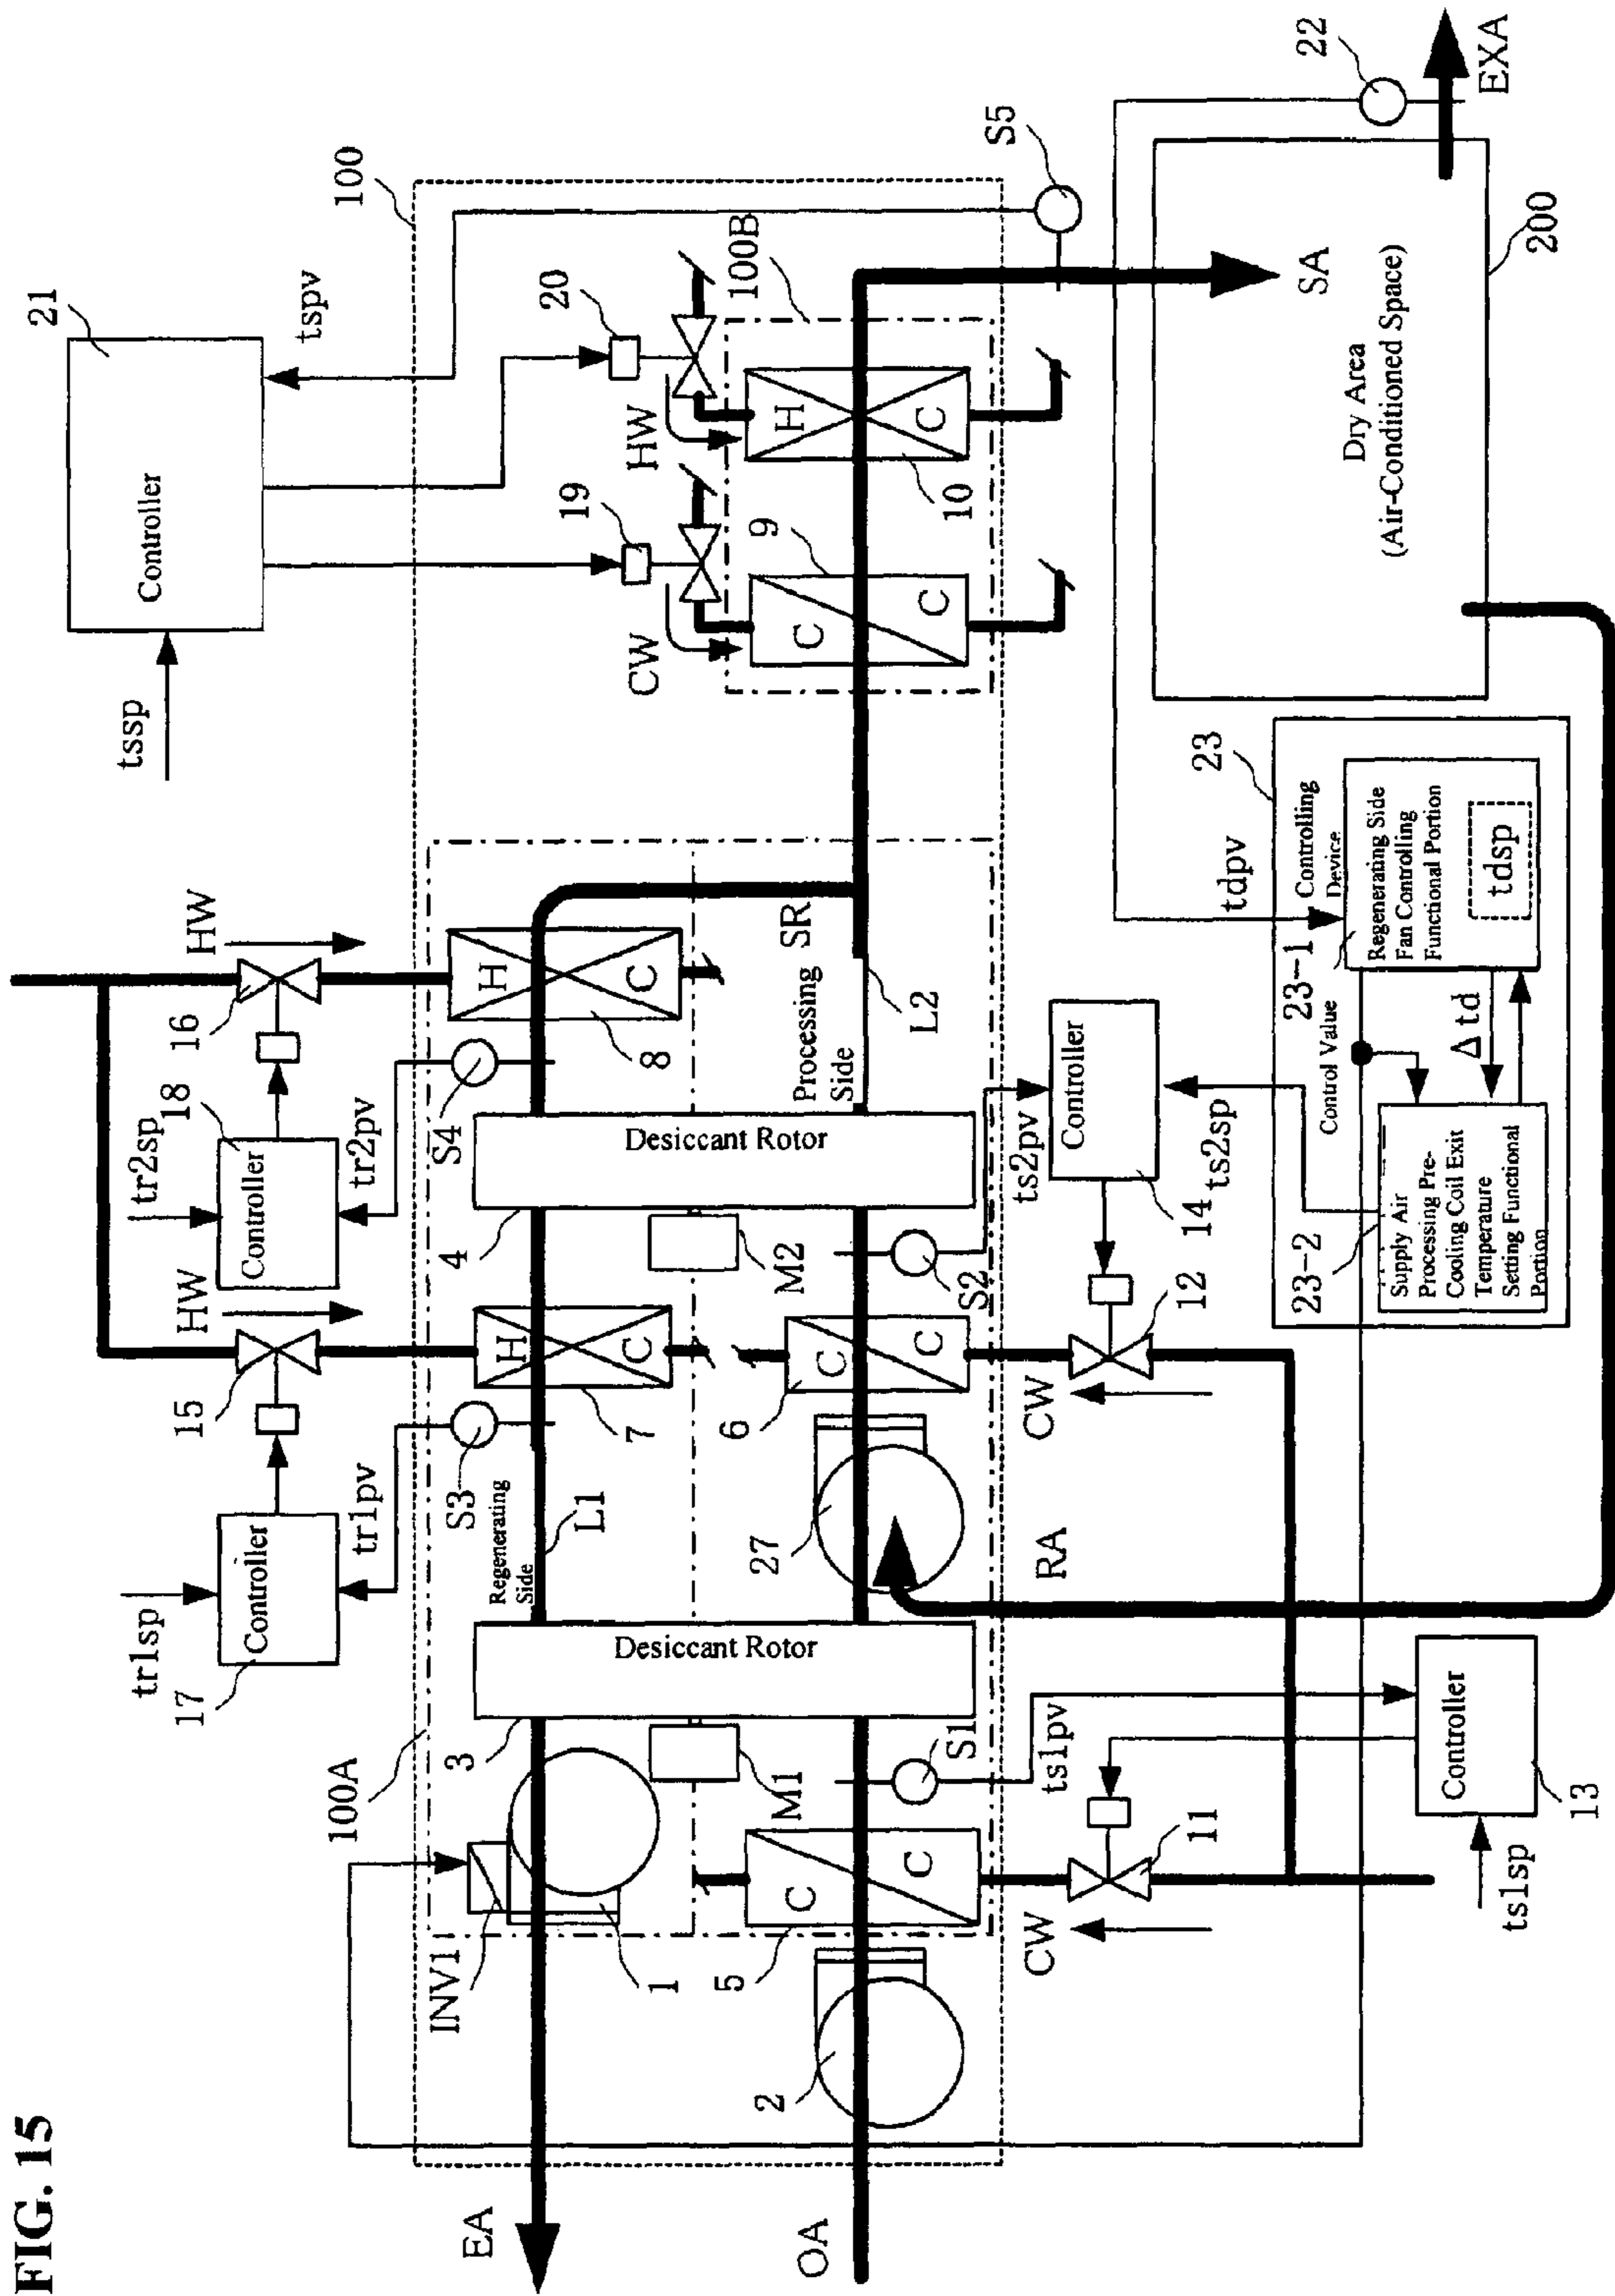 FIG. 15
21
Controller
tssp
tspv
100
20
19
HW
CW
100B
H
C
10
9
C
C
S5
22
EXA
SA
200
Dry Area
(Air-Conditioned Space)
HW
16
18
tr2sp
Controller
tr2pv
S4
H
C
8
SR
Processing
Side
L2
Desiccant Rotor
4
M2
S2
HW
15
17
tr1sp
Controller
tr1pv
S3
H
C
7
Regenerating
Side
L1
6
C
C
27
RA
Desiccant Rotor
3
M1
S1
100A
INV1
1
5
C
C
2
EA
OA
ts2pv
Controller
14
ts2sp
12
CW
ts1pv
11
CW
Controller
13
ts1sp
23
Controlling
Device
tdpv
23-1
Regenerating Side
Fan Controlling
Functional Portion
tdsp
Control Value
Δtd
23-2
Supply Air
Processing Pre-
Cooling Coil Exit
Temperature
Setting Functional
Portion